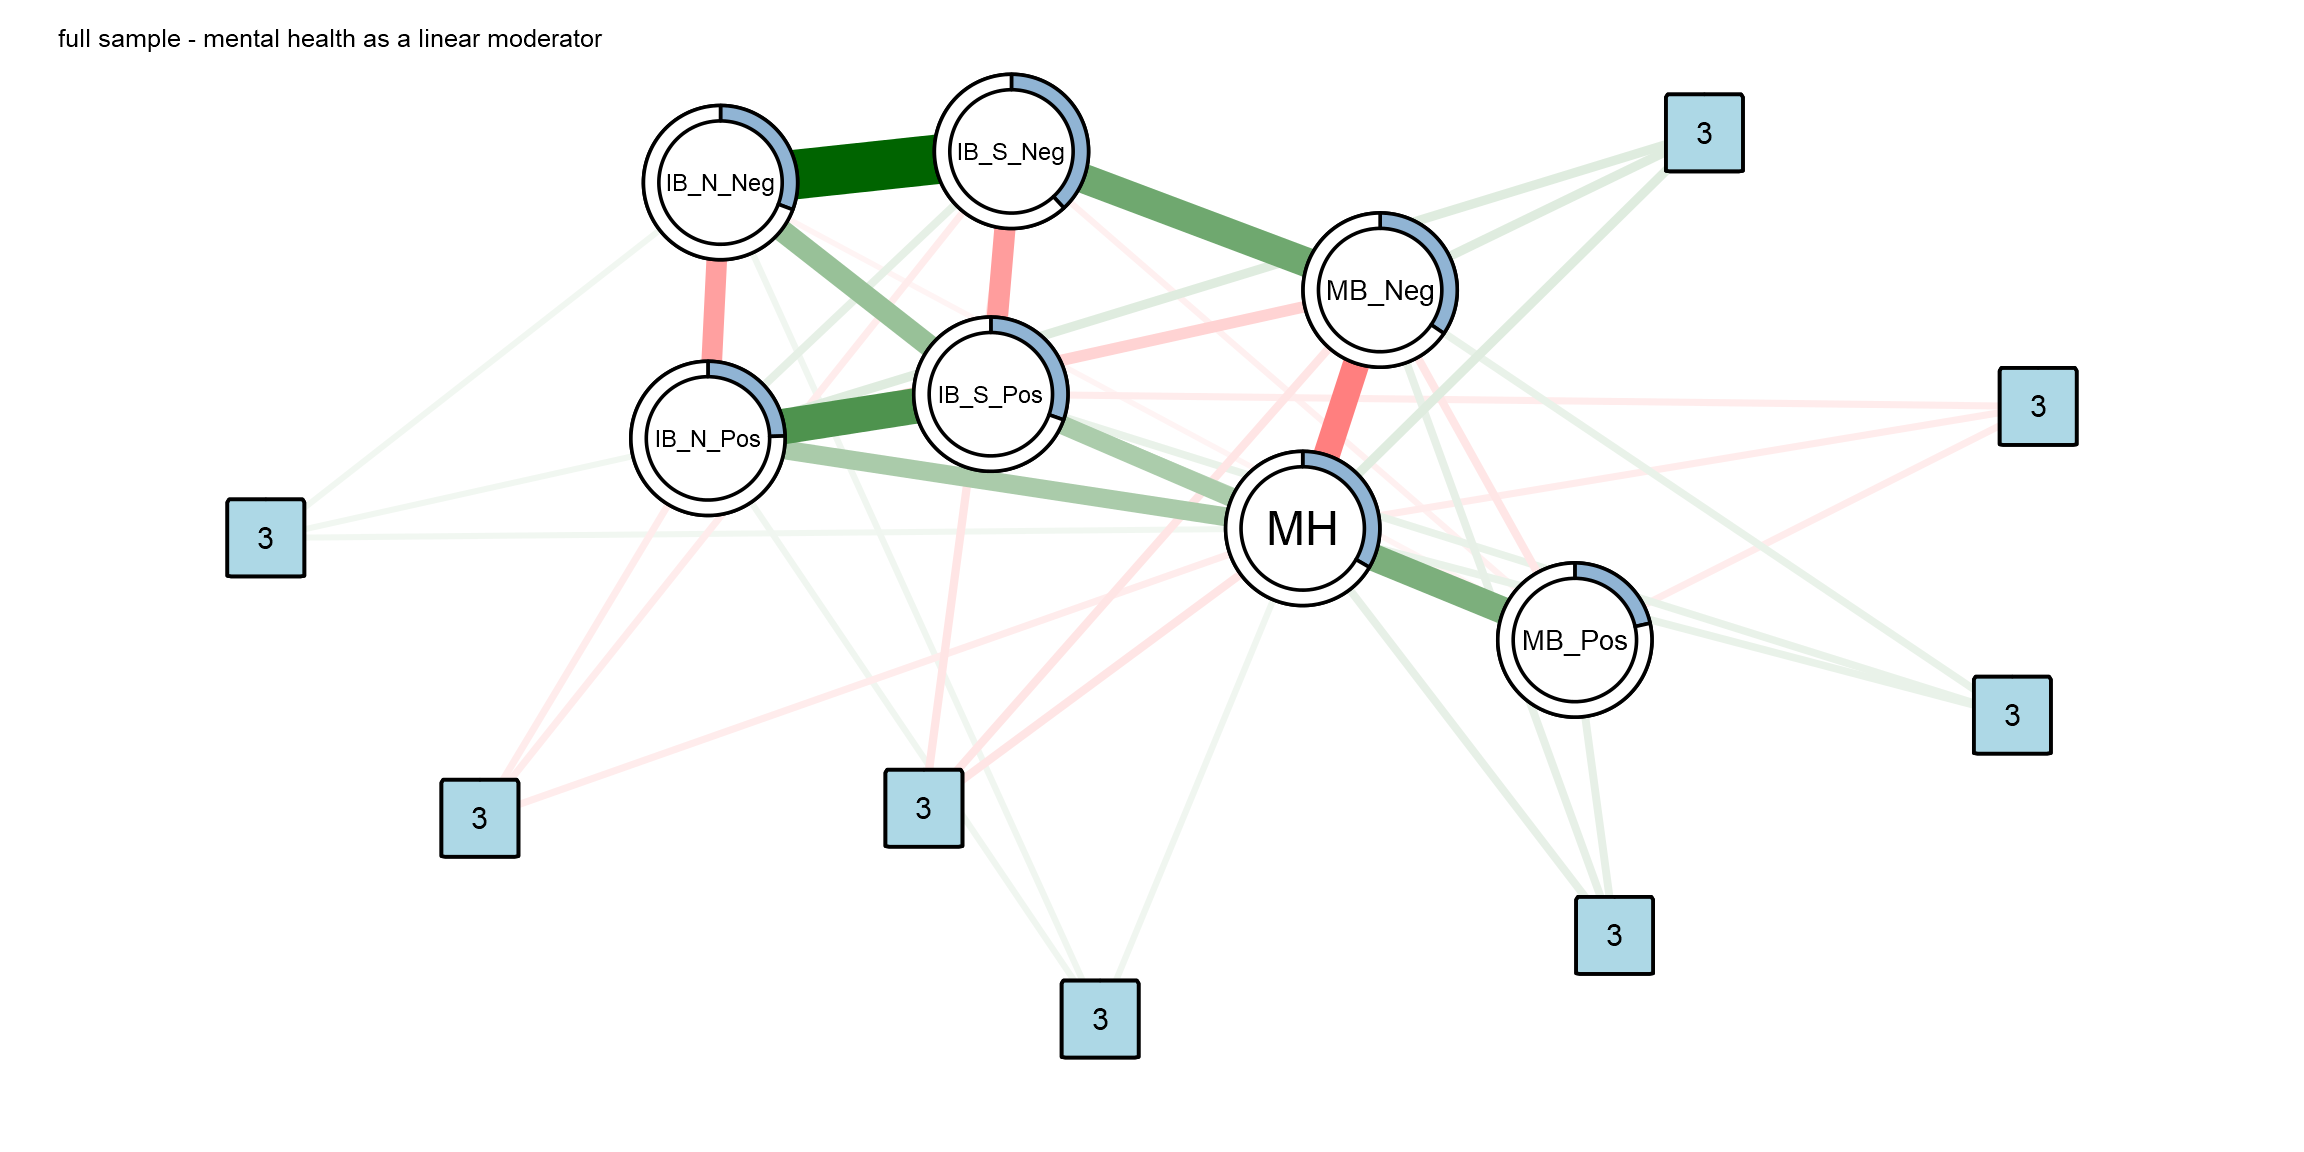 full sample - mental health as a linear moderator
3
IB_S_Neg
IB_N_Neg
MB_Neg
IB_S_Pos
3
IB_N_Pos
MH
3
MB_Pos
3
3
3
3
3